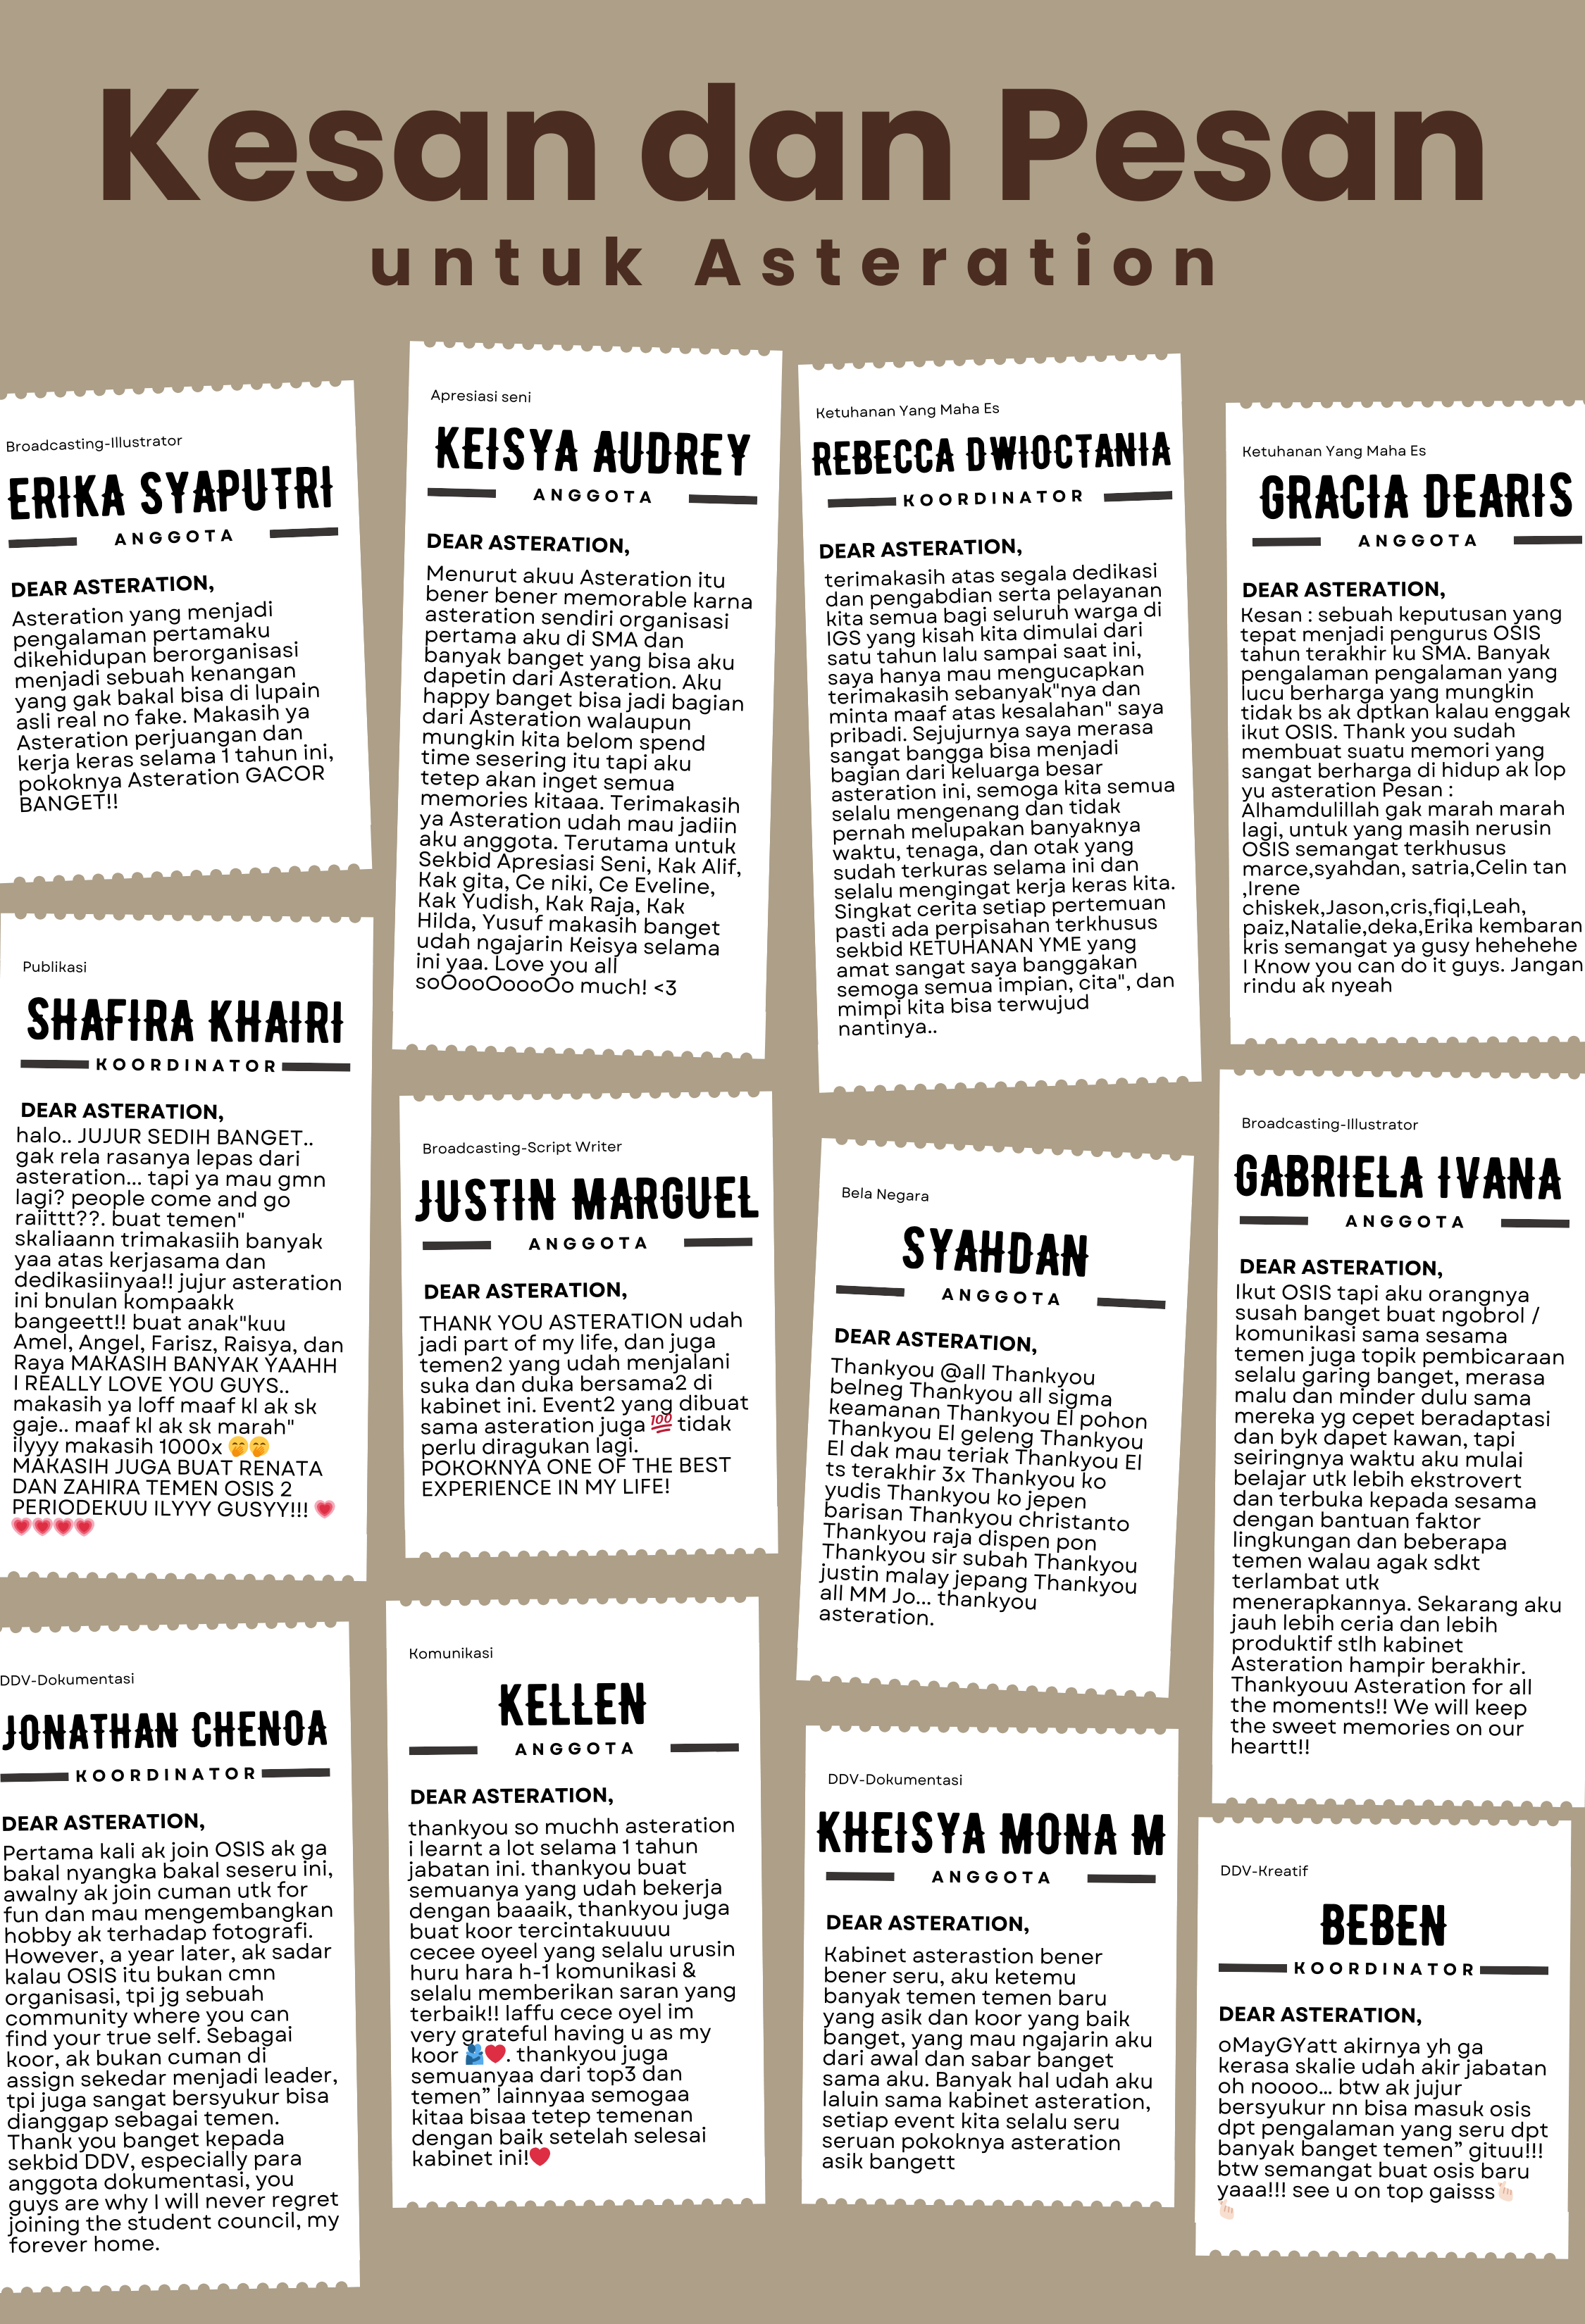 Kesan dan Pesan
untuk Asteration
Broadcasting-Illustrator
ERIKA SYAPUTRI
ANGGOTA
DEAR ASTERATION,
Asteration yang menjadi
pengalaman pertamaku
dikehidupan berorganisasi
menjadi sebuah kenangan
yang gak bakal bisa di lupain
asli real no fake. Makasih ya
Asteration perjuangan dan
kerja keras selama 1 tahun ini,
pokoknya Asteration GACOR
BANGET!!
Apresiasi seni
KEISYA AUDREY
ANGGOTA
DEAR ASTERATION,
Menurut akuu Asteration itu
bener bener memorable karna
asteration sendiri organisasi
pertama aku di SMA dan
banyak banget yang bisa aku
dapetin dari Asteration. Aku
happy banget bisa jadi bagian
dari Asteration walaupun
mungkin kita belom spend
time sesering itu tapi aku
tetep akan inget semua
memories kitaaa. Terimakasih
ya Asteration udah mau jadiin
aku anggota. Terutama untuk
Sekbid Apresiasi Seni, Kak Alif,
Kak gita, Ce niki, Ce Eveline,
Kak Yudish, Kak Raja, Kak
Hilda, Yusuf makasih banget
udah ngajarin Keisya selama
ini yaa. Love you all
soOooOoooOo much! <3
Ketuhanan Yang Maha Es
REBECCA DWIOCTANIA
KOORDINATOR
DEAR ASTERATION,
terimakasih atas segala dedikasi
dan pengabdian serta pelayanan
kita semua bagi seluruh warga di
IGS yang kisah kita dimulai dari
satu tahun lalu sampai saat ini,
saya hanya mau mengucapkan
terimakasih sebanyak"nya dan
minta maaf atas kesalahan" saya
pribadi. Sejujurnya saya merasa
sangat bangga bisa menjadi
bagian dari keluarga besar
asteration ini, semoga kita semua
selalu mengenang dan tidak
pernah melupakan banyaknya
waktu, tenaga, dan otak yang
sudah terkuras selama ini dan
selalu mengingat kerja keras kita.
Singkat cerita setiap pertemuan
pasti ada perpisahan terkhusus
sekbid KETUHANAN YME yang
amat sangat saya banggakan
semoga semua impian, cita", dan
mimpi kita bisa terwujud
nantinya..
Ketuhanan Yang Maha Es
GRACIA DEARIS
ANGGOTA
DEAR ASTERATION,
Kesan : sebuah keputusan yang
tepat menjadi pengurus OSIS
tahun terakhir ku SMA. Banyak
pengalaman pengalaman yang
lucu berharga yang mungkin
tidak bs ak dptkan kalau enggak
ikut OSIS. Thank you sudah
membuat suatu memori yang
sangat berharga di hidup ak lop
yu asteration Pesan :
Alhamdulillah gak marah marah
lagi, untuk yang masih nerusin
OSIS semangat terkhusus
marce,syahdan, satria,Celin tan
,Irene
chiskek,Jason,cris,fiqi,Leah,
paiz,Natalie,deka,Erika kembaran
kris semangat ya gusy hehehehe
I Know you can do it guys. Jangan
rindu ak nyeah
Publikasi
SHAFIRA KHAIRI
KOORDINATOR
DEAR ASTERATION,
halo.. JUJUR SEDIH BANGET..
gak rela rasanya lepas dari
asteration... tapi ya mau gmn
lagi? people come and go
raiittt??. buat temen"
skaliaann trimakasiih banyak
yaa atas kerjasama dan
dedikasiinyaa!! jujur asteration
ini bnulan kompaakk
bangeett!! buat anak"kuu
Amel, Angel, Farisz, Raisya, dan
Raya MAKASIH BANYAK YAAHH
I REALLY LOVE YOU GUYS..
makasih ya loff maaf kl ak sk
gaje.. maaf kl ak sk marah"
ilyyy makasih 1000x 🤭🤭
MAKASIH JUGA BUAT RENATA
DAN ZAHIRA TEMEN OSIS 2
PERIODEKUU ILYYY GUSYY!!! 💗
💗💗💗💗
Broadcasting-Script Writer
JUSTIN MARGUEL
ANGGOTA
DEAR ASTERATION,
THANK YOU ASTERATION udah
jadi part of my life, dan juga
temen2 yang udah menjalani
suka dan duka bersama2 di
kabinet ini. Event2 yang dibuat
sama asteration juga 💯 tidak
perlu diragukan lagi.
POKOKNYA ONE OF THE BEST
EXPERIENCE IN MY LIFE!
Bela Negara
SYAHDAN
ANGGOTA
DEAR ASTERATION,
Thankyou @all Thankyou
belneg Thankyou all sigma
keamanan Thankyou El pohon
Thankyou El geleng Thankyou
El dak mau teriak Thankyou El
ts terakhir 3x Thankyou ko
yudis Thankyou ko jepen
barisan Thankyou christanto
Thankyou raja dispen pon
Thankyou sir subah Thankyou
justin malay jepang Thankyou
all MM Jo... thankyou
asteration.
Broadcasting-Illustrator
GABRIELA IVANA
ANGGOTA
DEAR ASTERATION,
Ikut OSIS tapi aku orangnya
susah banget buat ngobrol /
komunikasi sama sesama
temen juga topik pembicaraan
selalu garing banget, merasa
malu dan minder dulu sama
mereka yg cepet beradaptasi
dan byk dapet kawan, tapi
seiringnya waktu aku mulai
belajar utk lebih ekstrovert
dan terbuka kepada sesama
dengan bantuan faktor
lingkungan dan beberapa
temen walau agak sdkt
terlambat utk
menerapkannya. Sekarang aku
jauh lebih ceria dan lebih
produktif stlh kabinet
Asteration hampir berakhir.
Thankyouu Asteration for all
the moments!! We will keep
the sweet memories on our
heartt!!
DDV-Dokumentasi
JONATHAN CHENOA
KOORDINATOR
DEAR ASTERATION,
Pertama kali ak join OSIS ak ga
bakal nyangka bakal seseru ini,
awalny ak join cuman utk for
fun dan mau mengembangkan
hobby ak terhadap fotografi.
However, a year later, ak sadar
kalau OSIS itu bukan cmn
organisasi, tpi jg sebuah
community where you can
find your true self. Sebagai
koor, ak bukan cuman di
assign sekedar menjadi leader,
tpi juga sangat bersyukur bisa
dianggap sebagai temen.
Thank you banget kepada
sekbid DDV, especially para
anggota dokumentasi, you
guys are why I will never regret
joining the student council, my
forever home.
Komunikasi
KELLEN
ANGGOTA
DEAR ASTERATION,
thankyou so muchh asteration
i learnt a lot selama 1 tahun
jabatan ini. thankyou buat
semuanya yang udah bekerja
dengan baaaik, thankyou juga
buat koor tercintakuuuu
cecee oyeel yang selalu urusin
huru hara h-1 komunikasi &
selalu memberikan saran yang
terbaik!! laffu cece oyel im
very grateful having u as my
koor 🫂❤️. thankyou juga
semuanyaa dari top3 dan
temen” lainnyaa semogaa
kitaa bisaa tetep temenan
dengan baik setelah selesai
kabinet ini!❤️
DDV-Dokumentasi
KHEISYA MONA M
ANGGOTA
DEAR ASTERATION,
Kabinet asterastion bener
bener seru, aku ketemu
banyak temen temen baru
yang asik dan koor yang baik
banget, yang mau ngajarin aku
dari awal dan sabar banget
sama aku. Banyak hal udah aku
laluin sama kabinet asteration,
setiap event kita selalu seru
seruan pokoknya asteration
asik bangett
DDV-Kreatif
BEBEN
KOORDINATOR
DEAR ASTERATION,
oMayGYatt akirnya yh ga
kerasa skalie udah akir jabatan
oh noooo... btw ak jujur
bersyukur nn bisa masuk osis
dpt pengalaman yang seru dpt
banyak banget temen” gituu!!!
btw semangat buat osis baru
yaaa!!! see u on top gaisss🫰🏻
🫰🏻